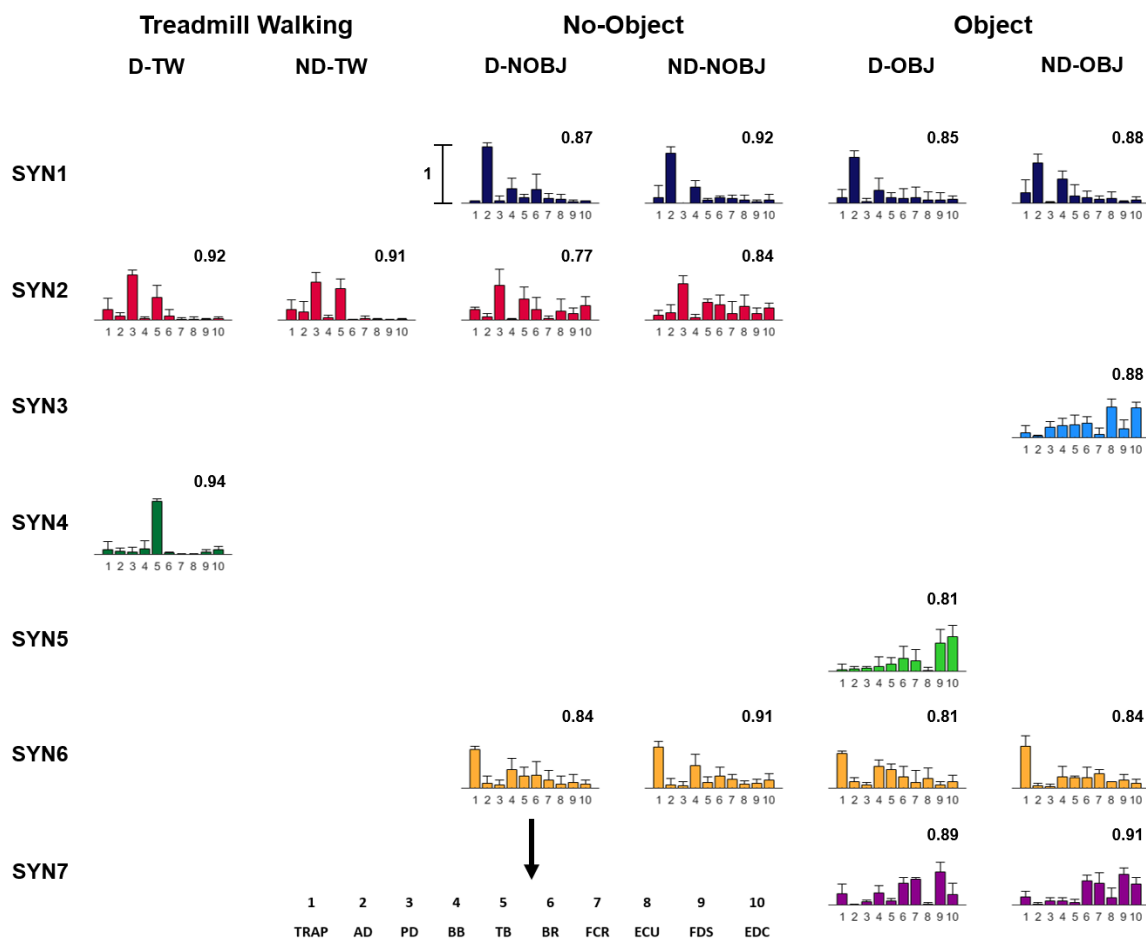 Treadmill Walking No-Object Object
D-TW ND-TW D-NOBJ ND-NOBJ D-OBJ ND-OBJ
SYN1 1 0.87 0.92 0.85 0.88
1 2 3 4 5 6 7 8 9 10 1 2 3 4 5 6 7 8 9 10 1 2 3 4 5 6 7 8 9 10 1 2 3 4 5 6 7 8 9 10
SYN2 0.92 0.91 0.77 0.84
1 2 3 4 5 6 7 8 9 10 1 2 3 4 5 6 7 8 9 10 1 2 3 4 5 6 7 8 9 10 1 2 3 4 5 6 7 8 9 10
SYN3 0.88
1 2 3 4 5 6 7 8 9 10
SYN4 0.94
1 2 3 4 5 6 7 8 9 10
SYN5 0.81
1 2 3 4 5 6 7 8 9 10
SYN6 0.84 0.91 0.81 0.84
1 2 3 4 5 6 7 8 9 10 1 2 3 4 5 6 7 8 9 10 1 2 3 4 5 6 7 8 9 10 1 2 3 4 5 6 7 8 9 10
SYN7 0.89 0.91
1 2 3 4 5 6 7 8 9 10 1 2 3 4 5 6 7 8 9 10
1 2 3 4 5 6 7 8 9 10
TRAP AD PD BB TB BR FCR ECU FDS EDC